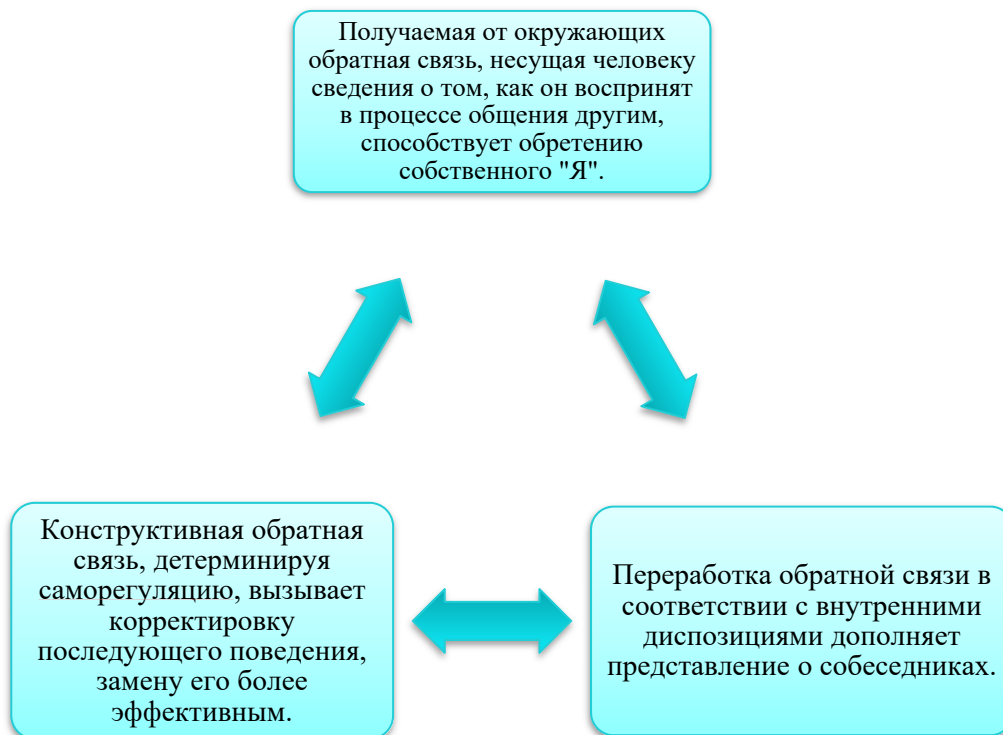 Получаемая от окружающих
обратная связь, несущая человеку
сведения о том, как он воспринят
в процессе общения другим,
способствует обретению
собственного "Я".
Конструктивная обратная
связь, детерминируя
саморегуляцию, вызывает
корректировку
последующего поведения,
замену его более
эффективным.
Переработка обратной связи в
соответствии с внутренними
диспозициями дополняет
представление о собеседниках.